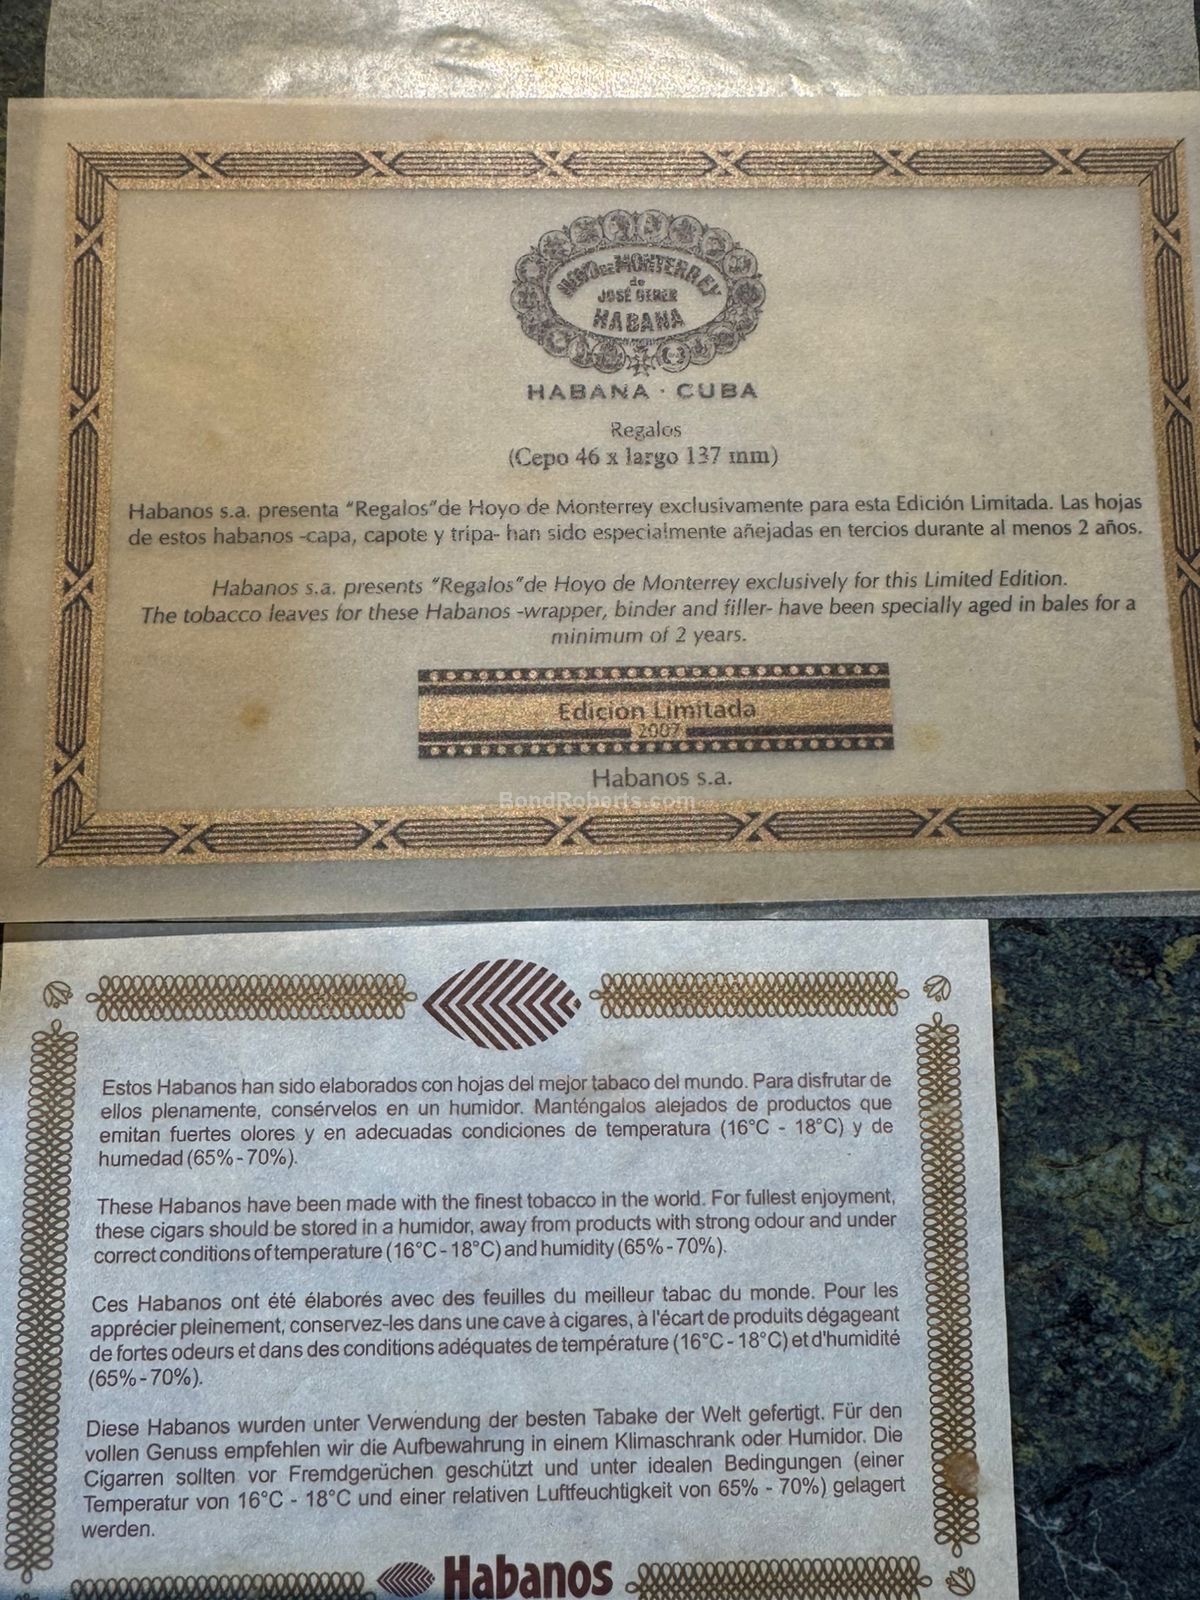 HOYO DE MONTERREY
de
JOSÉ GENER
HABANA
HABANA · CUBA
Regalos
(Cepo 46 x largo 137 mm)
Habanos s.a. presenta "Regalos"de Hoyo de Monterrey exclusivamente para esta Edición Limitada. Las hojas
de estos habanos -capa, capote y tripa- han sido especialmente añejadas en tercios durante al menos 2 años.
Habanos s.a. presents "Regalos"de Hoyo de Monterrey exclusively for this Limited Edition.
The tobacco leaves for these Habanos -wrapper, binder and filler- have been specially aged in bales for a
minimum of 2 years.
Edición Limitada
2007
Habanos s.a.
BondRoberts.com
Estos Habanos han sido elaborados con hojas del mejor tabaco del mundo. Para disfrutar de
ellos plenamente, consérvelos en un humidor. Manténgalos alejados de productos que
emitan fuertes olores y en adecuadas condiciones de temperatura (16°C - 18°C) y de
humedad (65% - 70%).
These Habanos have been made with the finest tobacco in the world. For fullest enjoyment,
these cigars should be stored in a humidor, away from products with strong odour and under
correct conditions of temperature (16°C - 18°C) and humidity (65% - 70%).
Ces Habanos ont été élaborés avec des feuilles du meilleur tabac du monde. Pour les
apprécier pleinement, conservez-les dans une cave à cigares, à l'écart de produits dégageant
de fortes odeurs et dans des conditions adéquates de température (16°C - 18°C) et d'humidité
(65% - 70%).
Diese Habanos wurden unter Verwendung der besten Tabake der Welt gefertigt. Für den
vollen Genuss empfehlen wir die Aufbewahrung in einem Klimaschrank oder Humidor. Die
Cigarren sollten vor Fremdgerüchen geschützt und unter idealen Bedingungen (einer
Temperatur von 16°C - 18°C und einer relativen Luftfeuchtigkeit von 65% - 70%) gelagert
werden.
Habanos